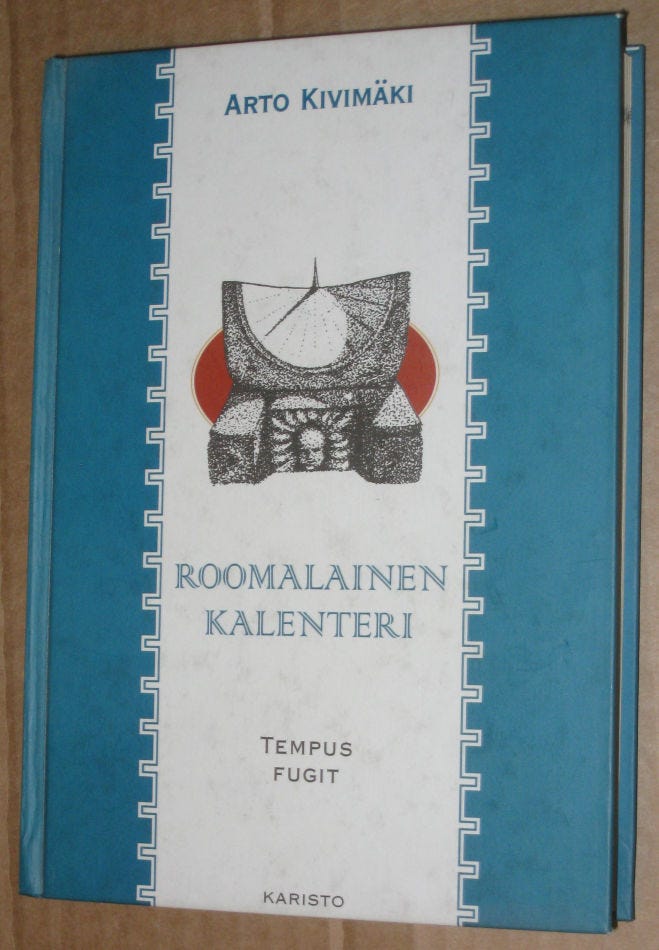 ARTO KIVIMÄKI
ROOMALAINEN
KALENTERI
TEMPUS
FUGIT
KARISTO